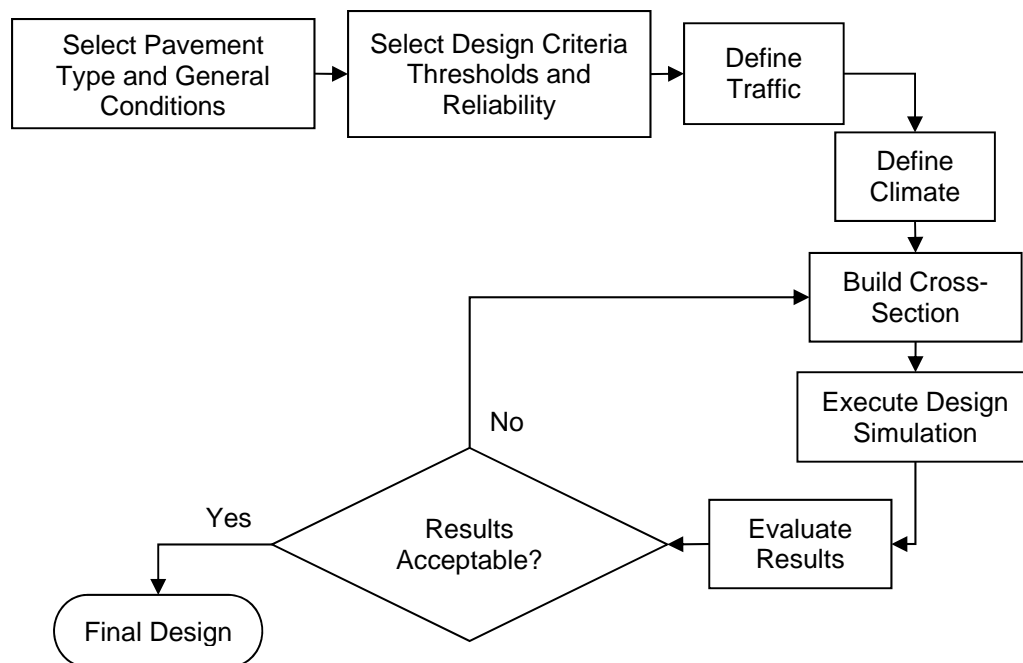 Select Pavement
Type and General
Conditions
Select Design Criteria
Thresholds and
Reliability
Define
Traffic
Define
Climate
Build Cross-
Section
Execute Design
Simulation
Evaluate
Results
Results
Acceptable?
No
Yes
Final Design